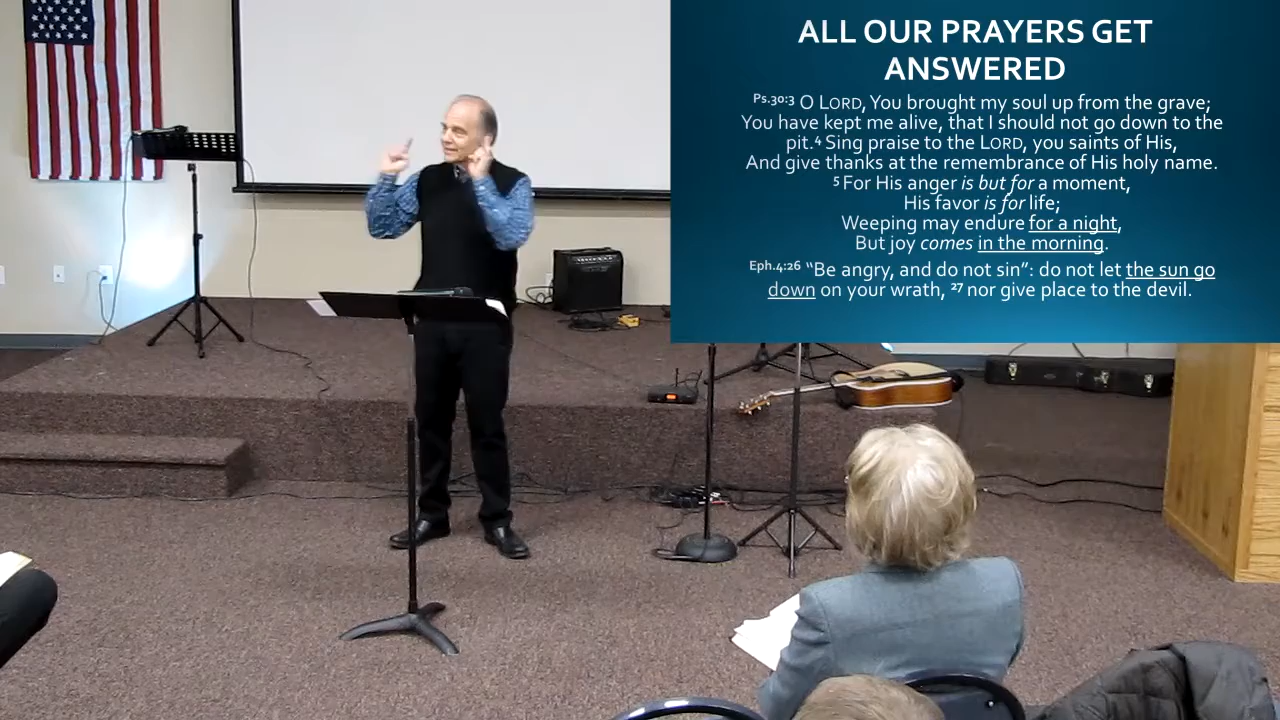 ALL OUR PRAYERS GET
ANSWERED
Ps.30:3 O LORD, You brought my soul up from the grave;
You have kept me alive, that I should not go down to the
pit.4 Sing praise to the LORD, you saints of His,
And give thanks at the remembrance of His holy name.
5 For His anger is but for a moment,
His favor is for life;
Weeping may endure for a night,
But joy comes in the morning.
Eph.4:26 “Be angry, and do not sin”: do not let the sun go
down on your wrath, 27 nor give place to the devil.